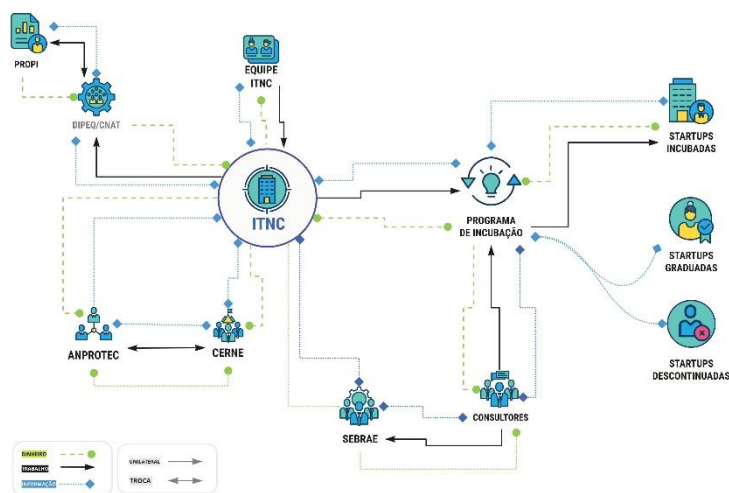 PROPI
EQUIPE
ITNC
DIPEQ/CNAT
STARTUPS
INCUBADAS
ITNC
PROGRAMA
DE INCUBAÇÃO
STARTUPS
GRADUADAS
ANPROTEC
CERNE
STARTUPS
DESCONTINUADAS
SEBRAE
CONSULTORES
DINHEIRO
TRABALHO
INFORMAÇÃO
UNILATERAL
TROCA